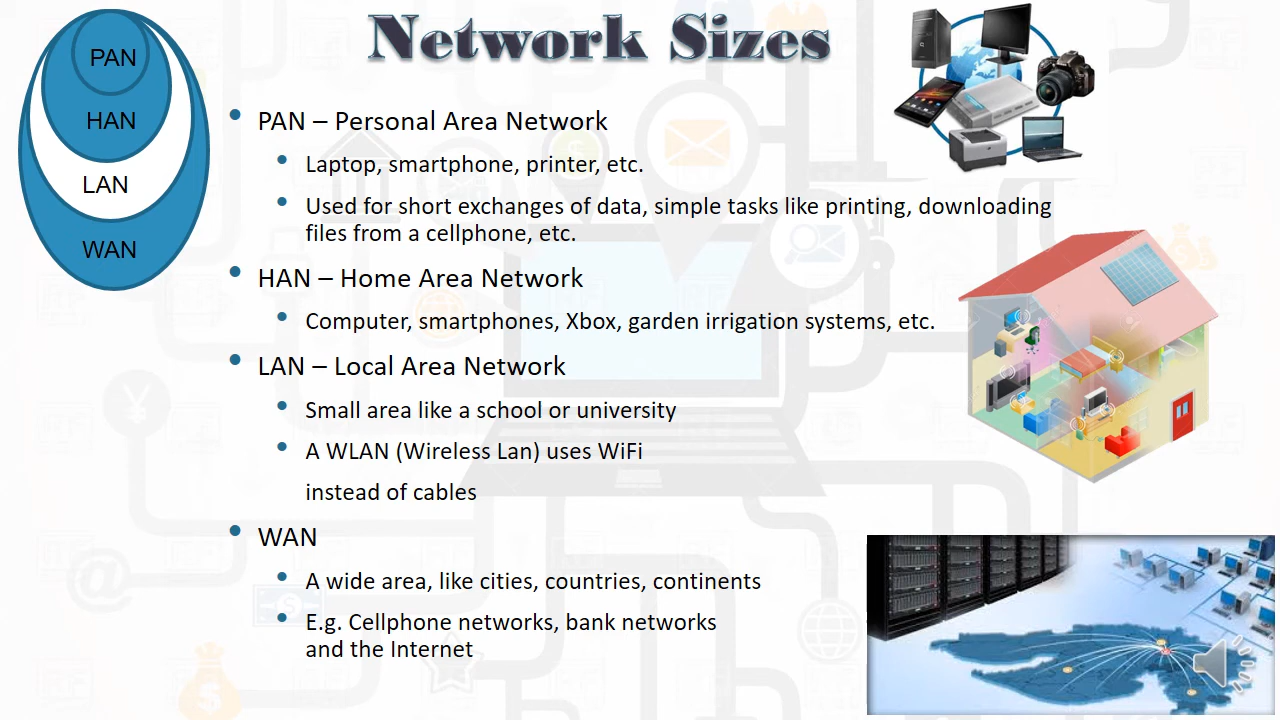 Network Sizes
PAN
HAN
LAN
WAN
PAN – Personal Area Network
Laptop, smartphone, printer, etc.
Used for short exchanges of data, simple tasks like printing, downloading
files from a cellphone, etc.
HAN – Home Area Network
Computer, smartphones, Xbox, garden irrigation systems, etc.
LAN – Local Area Network
Small area like a school or university
A WLAN (Wireless Lan) uses WiFi
instead of cables
WAN
A wide area, like cities, countries, continents
E.g. Cellphone networks, bank networks
and the Internet